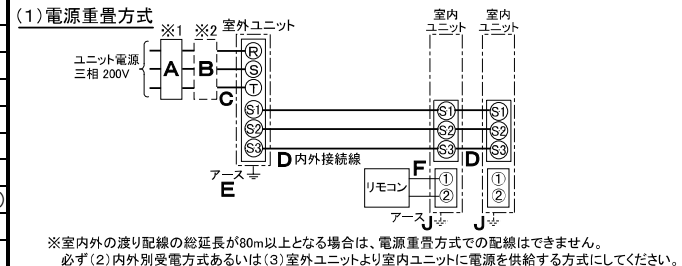 (1)電源重畳方式
※1 ※2 室外ユニット 室内ユニット 室内ユニット
ユニット電源
三相 200V
A B C
R
S
T
S1 S1 S1
S2 S2 S2
S3 S3 S3
D 内外接続線 D
アース
E
F
リモコン
① ①
② ②
アース J J
※室内外の渡り配線の総延長が80m以上となる場合は、電源重畳方式での配線はできません。
必ず(2)内外別受電方式あるいは(3)室外ユニットより室内ユニットに電源を供給する方式にしてください。